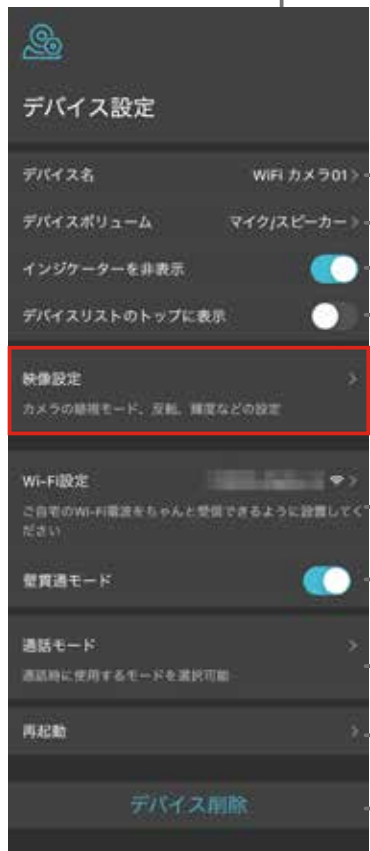 デバイス設定
デバイス名 WiFi カメラ01 >
デバイスボリューム マイク/スピーカー >
インジケーターを非表示
デバイスリストのトップに表示
映像設定 >
カメラの暗視モード、反転、輝度などの設定
Wi-Fi設定 >
ご自宅のWi-Fi電波をちゃんと受信できるように設置してく
ださい
壁貫通モード
通話モード >
通話時に使用するモードを選択可能
再起動 >
デバイス削除